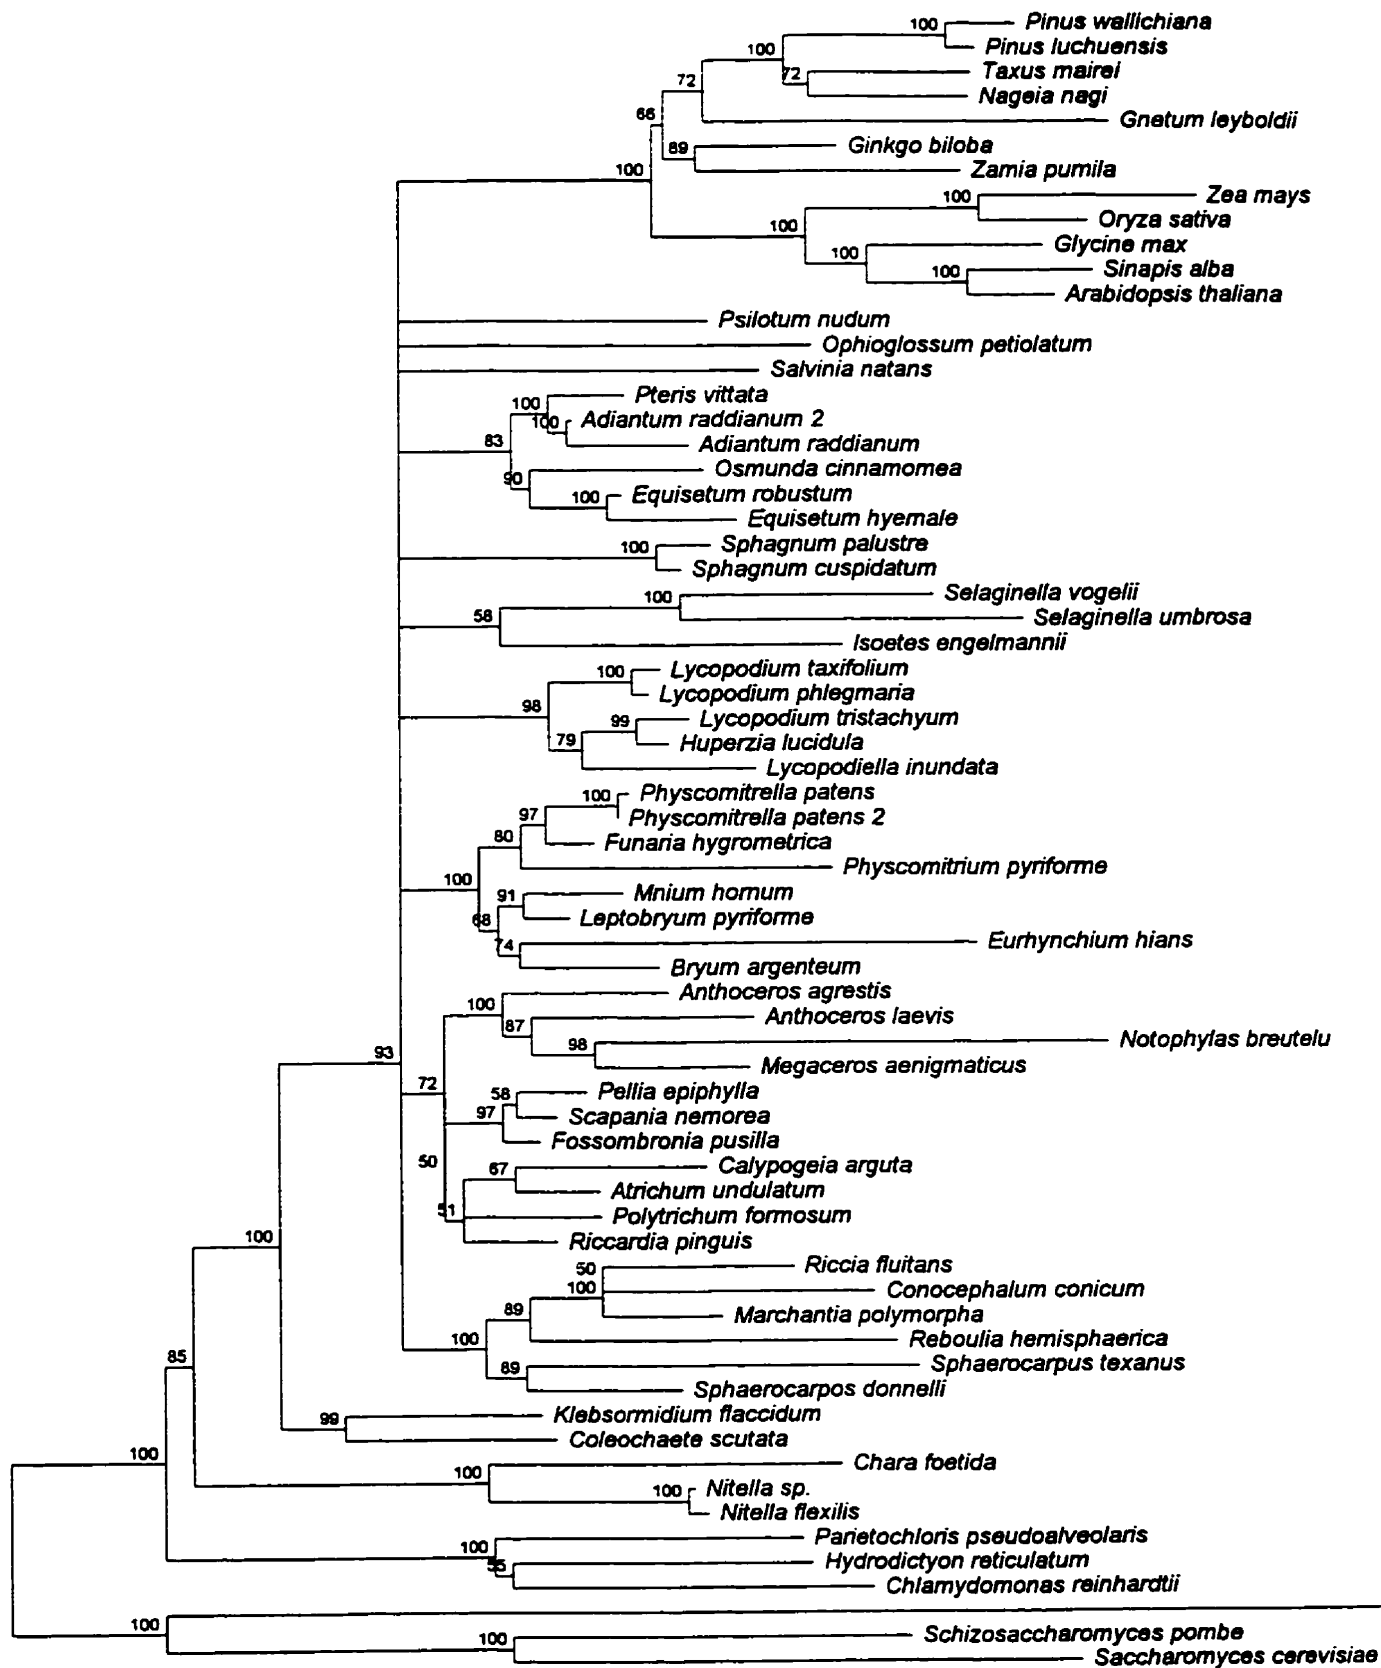 100 Pinus wallichiana
100 Pinus luchuensis
72 Taxus mairei
72 Nageia nagi
66 Gnetum leyboldii
89 Ginkgo biloba
100 Zamia pumila
100 Zea mays
100 Oryza sativa
100 Glycine max
100 Sinapis alba
Arabidopsis thaliana
Psilotum nudum
Ophioglossum petiolatum
Salvinia natans
100 Pteris vittata
100 Adiantum raddianum 2
83 Adiantum raddianum
90 Osmunda cinnamomea
100 Equisetum robustum
Equisetum hyemale
100 Sphagnum palustre
Sphagnum cuspidatum
100 Selaginella vogelii
58 Selaginella umbrosa
Isoetes engelmannii
100 Lycopodium taxifolium
98 Lycopodium phlegmaria
99 Lycopodium tristachyum
79 Huperzia lucidula
Lycopodiella inundata
100 Physcomitrella patens
97 Physcomitrella patens 2
80 Funaria hygrometrica
100 Physcomitrium pyriforme
91 Mnium hornum
68 Leptobryum pyriforme
74 Eurhynchium hians
Bryum argenteum
100 Anthoceros agrestis
87 Anthoceros laevis
93 98 Notophylas breutelu
72 Megaceros aenigmaticus
58 Pellia epiphylla
97 Scapania nemorea
Fossombronia pusilla
50 67 Calypogeia arguta
Atrichum undulatum
51 Polytrichum formosum
100 Riccardia pinguis
50 Riccia fluitans
100 Conocephalum conicum
89 Marchantia polymorpha
100 Reboulia hemisphaerica
85 89 Sphaerocarpus texanus
Sphaerocarpos donnelli
99 Klebsormidium flaccidum
Coleochaete scutata
100 100 Chara foetida
100 Nitella sp.
Nitella flexilis
100 Parietochloris pseudoalveolaris
55 Hydrodictyon reticulatum
Chlamydomonas reinhardtii
100 100 Schizosaccharomyces pombe
Saccharomyces cerevisiae